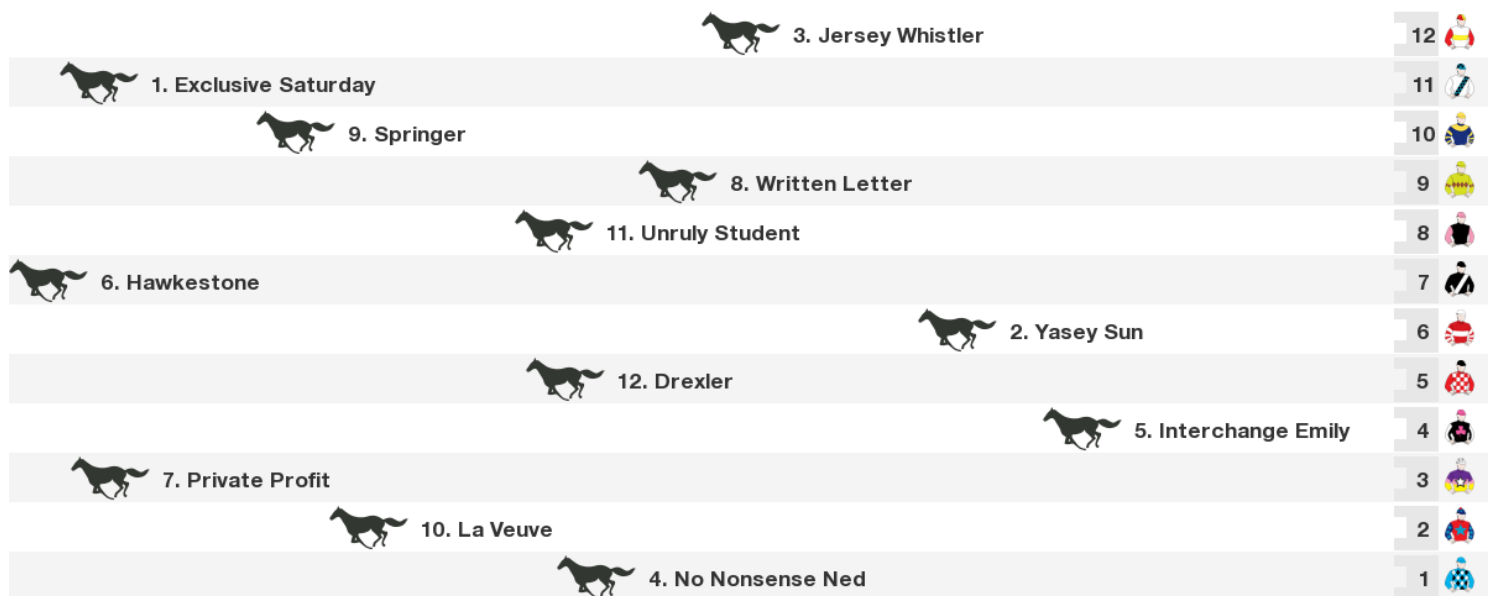 3. Jersey Whistler 12
1. Exclusive Saturday 11
9. Springer 10
8. Written Letter 9
11. Unruly Student 8
6. Hawkestone 7
2. Yasey Sun 6
12. Drexler 5
5. Interchange Emily 4
7. Private Profit 3
10. La Veuve 2
4. No Nonsense Ned 1